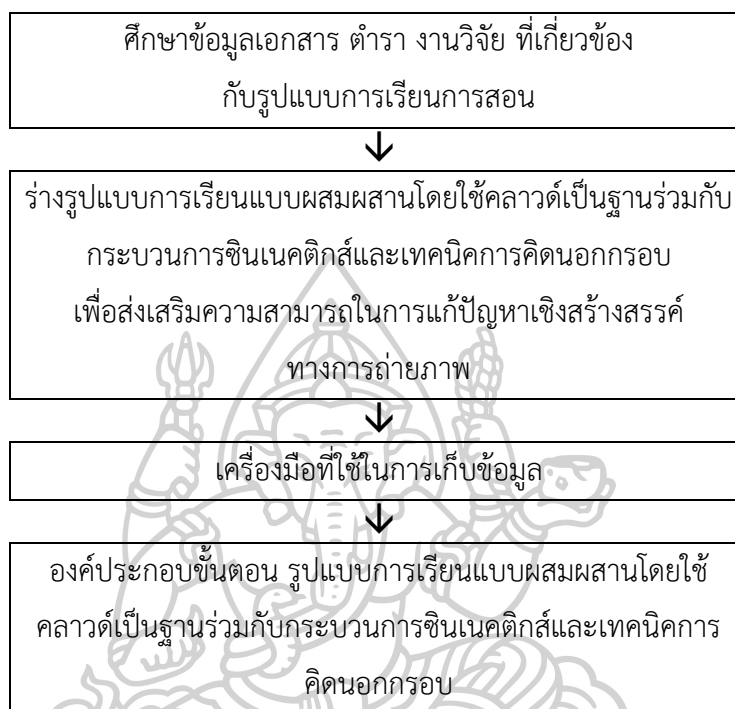 ศึกษาข้อมูลเอกสาร ตำรา งานวิจัย ที่เกี่ยวข้อง
กับรูปแบบการเรียนการสอน
ร่างรูปแบบการเรียนแบบผสมผสานโดยใช้คลาวด์เป็นฐานร่วมกับ
กระบวนการซินเนคติกส์และเทคนิคการคิดนอกกรอบ
เพื่อส่งเสริมความสามารถในการแก้ปัญหาเชิงสร้างสรรค์
ทางการถ่ายภาพ
เครื่องมือที่ใช้ในการเก็บข้อมูล
องค์ประกอบขั้นตอน รูปแบบการเรียนแบบผสมผสานโดยใช้
คลาวด์เป็นฐานร่วมกับกระบวนการซินเนคติกส์และเทคนิคการ
คิดนอกกรอบ